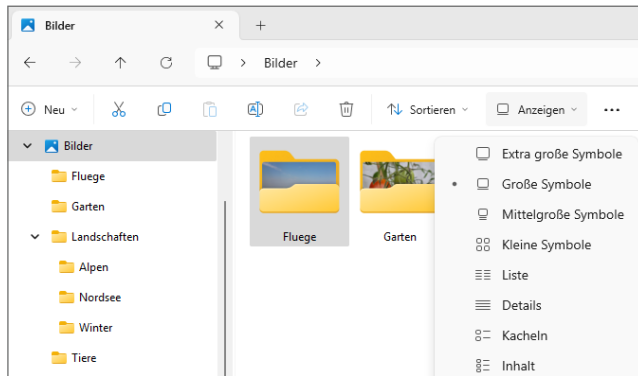 Bilder
Bilder
Neu
Sortieren
Anzeigen
Bilder
Fluege
Garten
Landschaften
Alpen
Nordsee
Winter
Tiere
Fluege
Garten
Extra große Symbole
Große Symbole
Mittelgroße Symbole
Kleine Symbole
Liste
Details
Kacheln
Inhalt